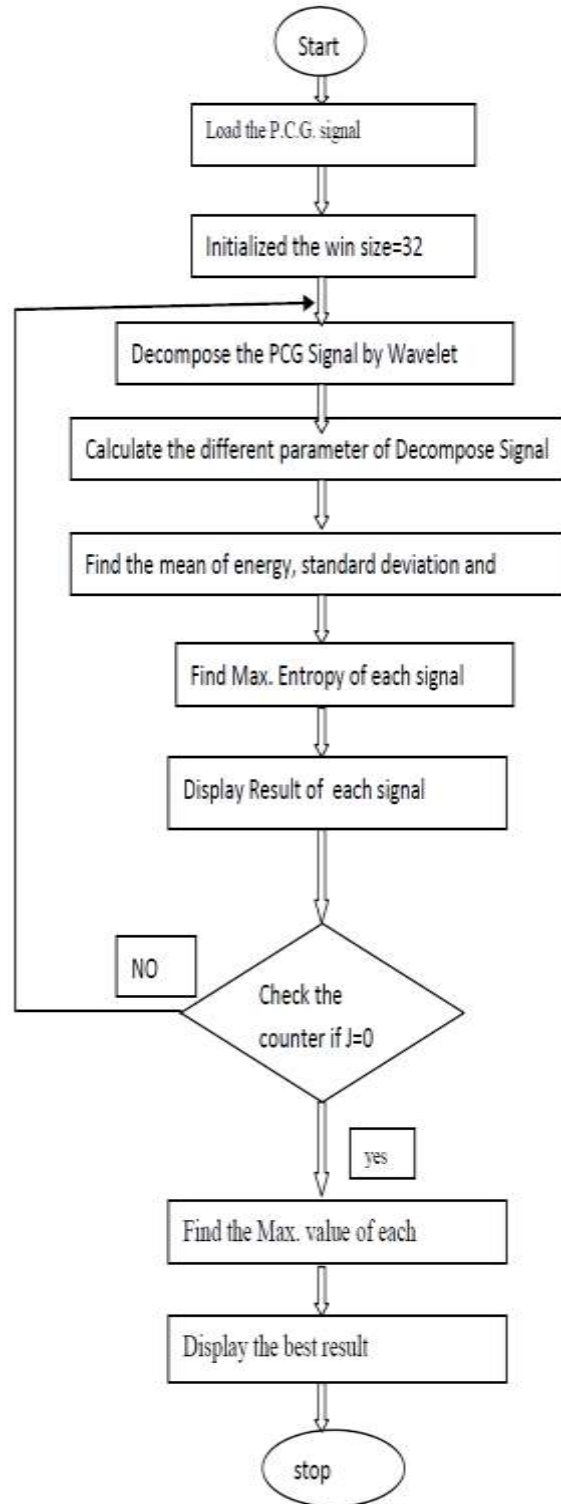 Start
Load the P.C.G. signal
Initialized the win size=32
Decompose the PCG Signal by Wavelet
Calculate the different parameter of Decompose Signal
Find the mean of energy, standard deviation and
Find Max. Entropy of each signal
Display Result of each signal
NO
Check the
counter if J=0
yes
Find the Max. value of each
Display the best result
stop